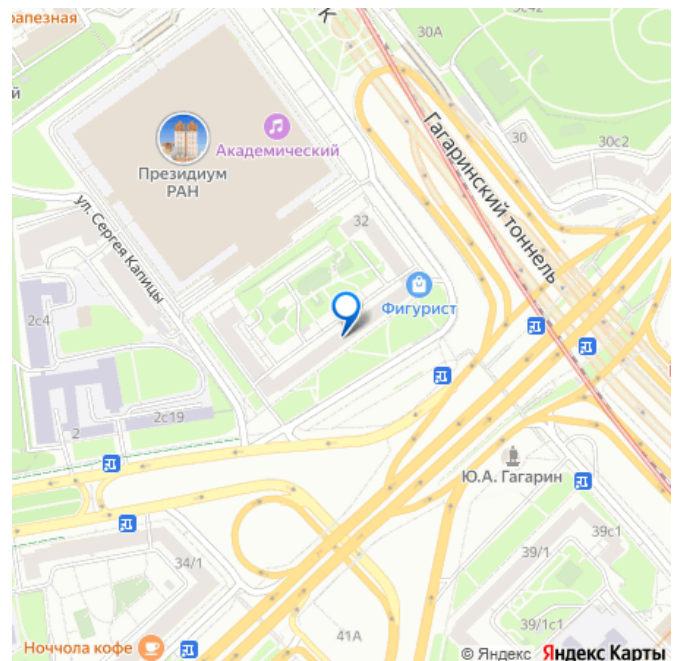 рапезная
30А
й
Академический
Гагаринский тоннель
30
30с2
Президиум
РАН
ул. Сергея Капицы
32
Фигурист
2с4
2с19
2
Ю.А. Гагарин
39с1
34/1
39/1
39/1с1
41А
Ноччола кофе
© Яндекс Яндекс Карты